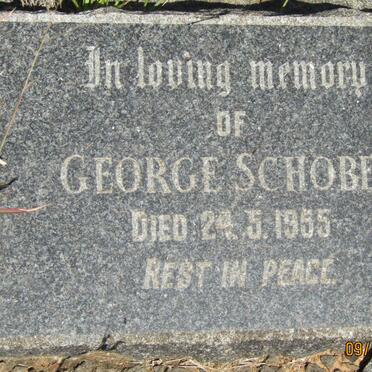 In loving memory
OF
GEORGE SCHOBE
DIED 24.5.1955
REST IN PEACE.
09/